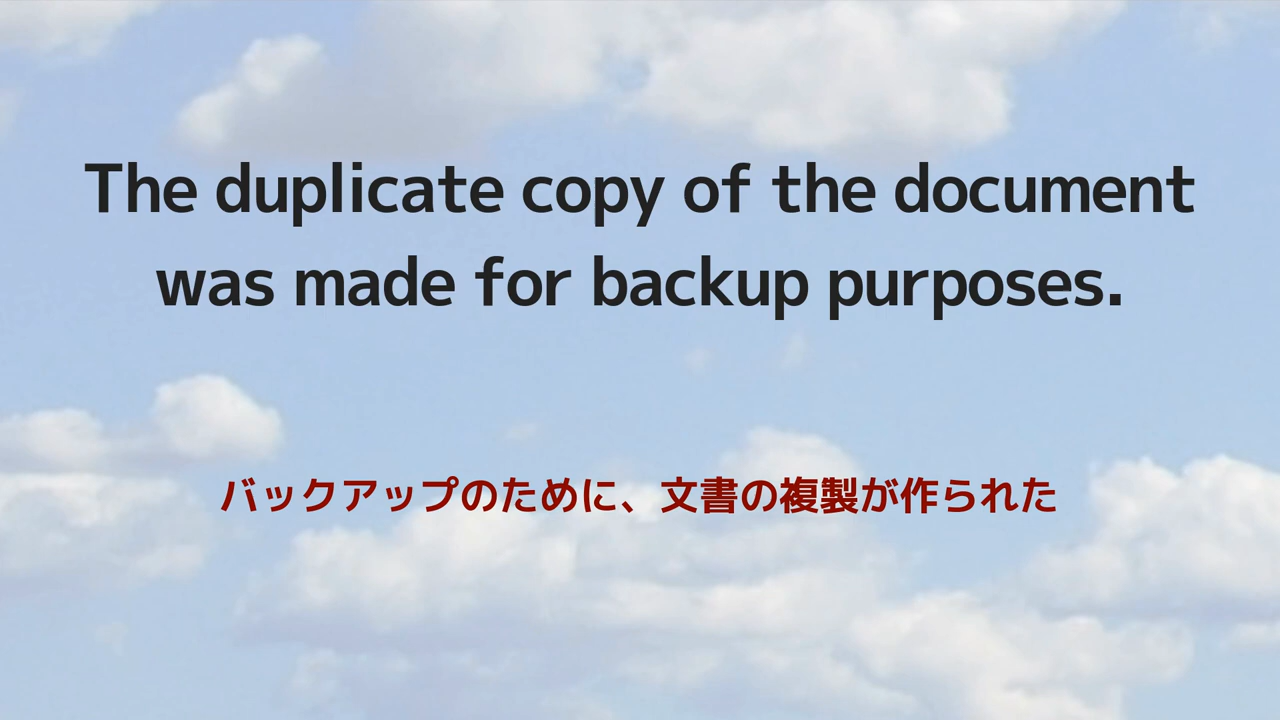 The duplicate copy of the document
was made for backup purposes.
バックアップのために、文書の複製が作られた